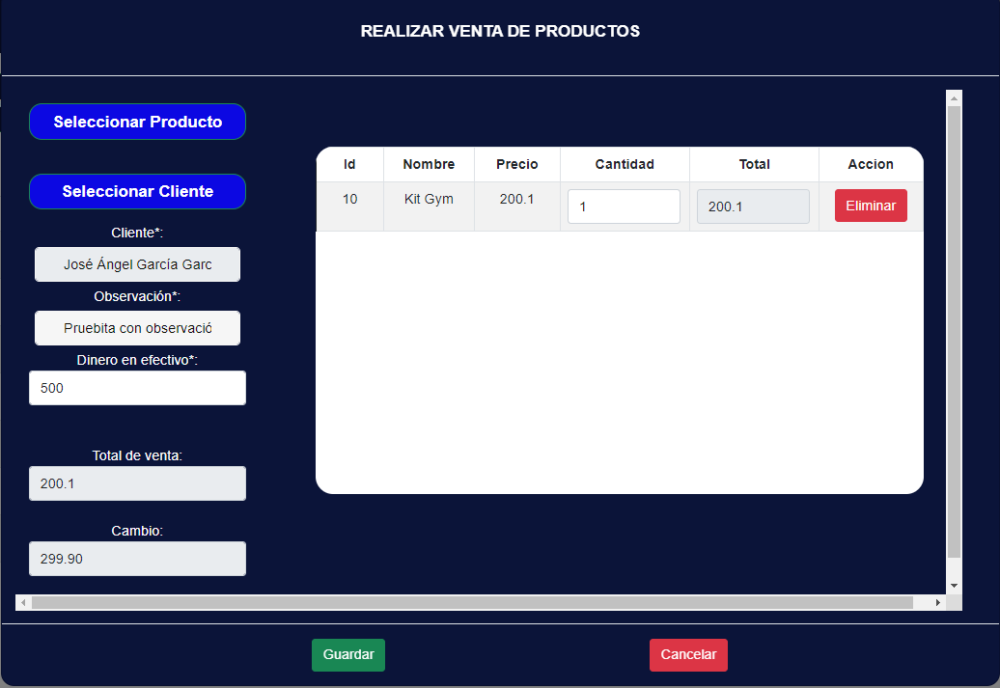 REALIZAR VENTA DE PRODUCTOS
Seleccionar Producto
Seleccionar Cliente
Cliente*:
José Ángel García Garc
Observación*:
Pruebita con observació
Dinero en efectivo*:
500
Total de venta:
200.1
Cambio:
299.90
Id Nombre Precio Cantidad Total Accion
10 Kit Gym 200.1 1 200.1 Eliminar
Guardar Cancelar